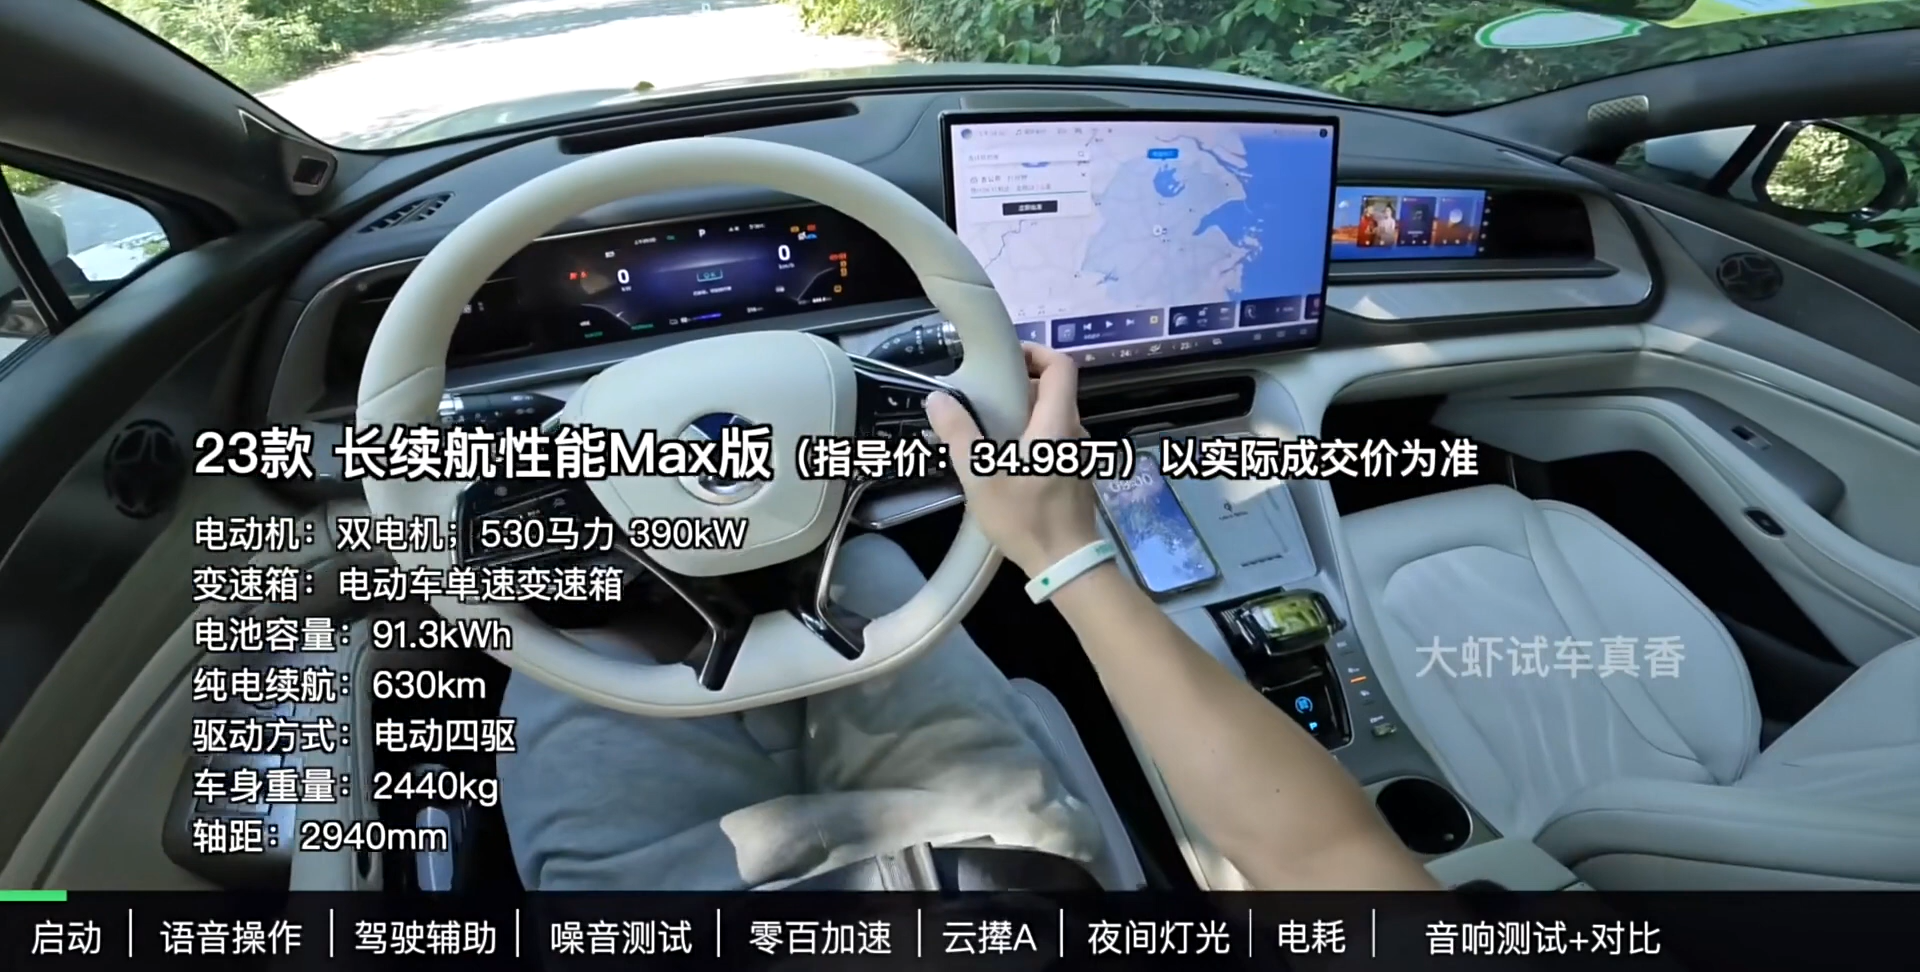 23款 长续航性能Max版（指导价：34.98万）以实际成交价为准
电动机：双电机；530马力 390kW
变速箱：电动车单速变速箱
电池容量：91.3kWh
纯电续航：630km
驱动方式：电动四驱
车身重量：2440kg
轴距：2940mm
大虾试车真香
P
0
0
09:00
24
23
启动 | 语音操作 | 驾驶辅助 | 噪音测试 | 零百加速 | 云撵A | 夜间灯光 | 电耗 | 音响测试+对比